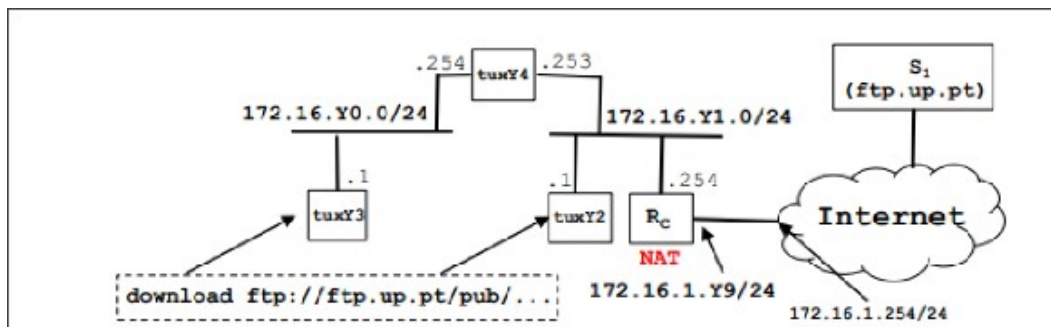 .254
tuxY4
.253
S1
(ftp.up.pt)
172.16.Y0.0/24
172.16.Y1.0/24
.1
tuxY3
.1
tuxY2
.254
RC
NAT
Internet
download ftp://ftp.up.pt/pub/...
172.16.1.Y9/24
172.16.1.254/24